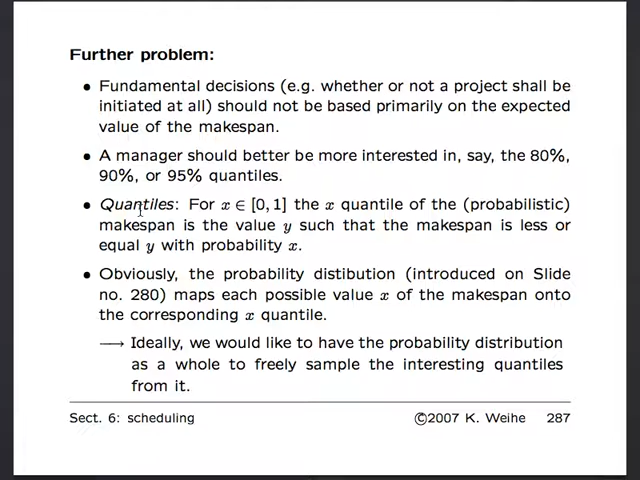 Further problem:
• Fundamental decisions (e.g. whether or not a project shall be
initiated at all) should not be based primarily on the expected
value of the makespan.
• A manager should better be more interested in, say, the 80%,
90%, or 95% quantiles.
• Quantiles: For x ∈ [0, 1] the x quantile of the (probabilistic)
makespan is the value y such that the makespan is less or
equal y with probability x.
• Obviously, the probability distibution (introduced on Slide
no. 280) maps each possible value x of the makespan onto
the corresponding x quantile.
⟶ Ideally, we would like to have the probability distribution
as a whole to freely sample the interesting quantiles
from it.
Sect. 6: scheduling ©2007 K. Weihe 287